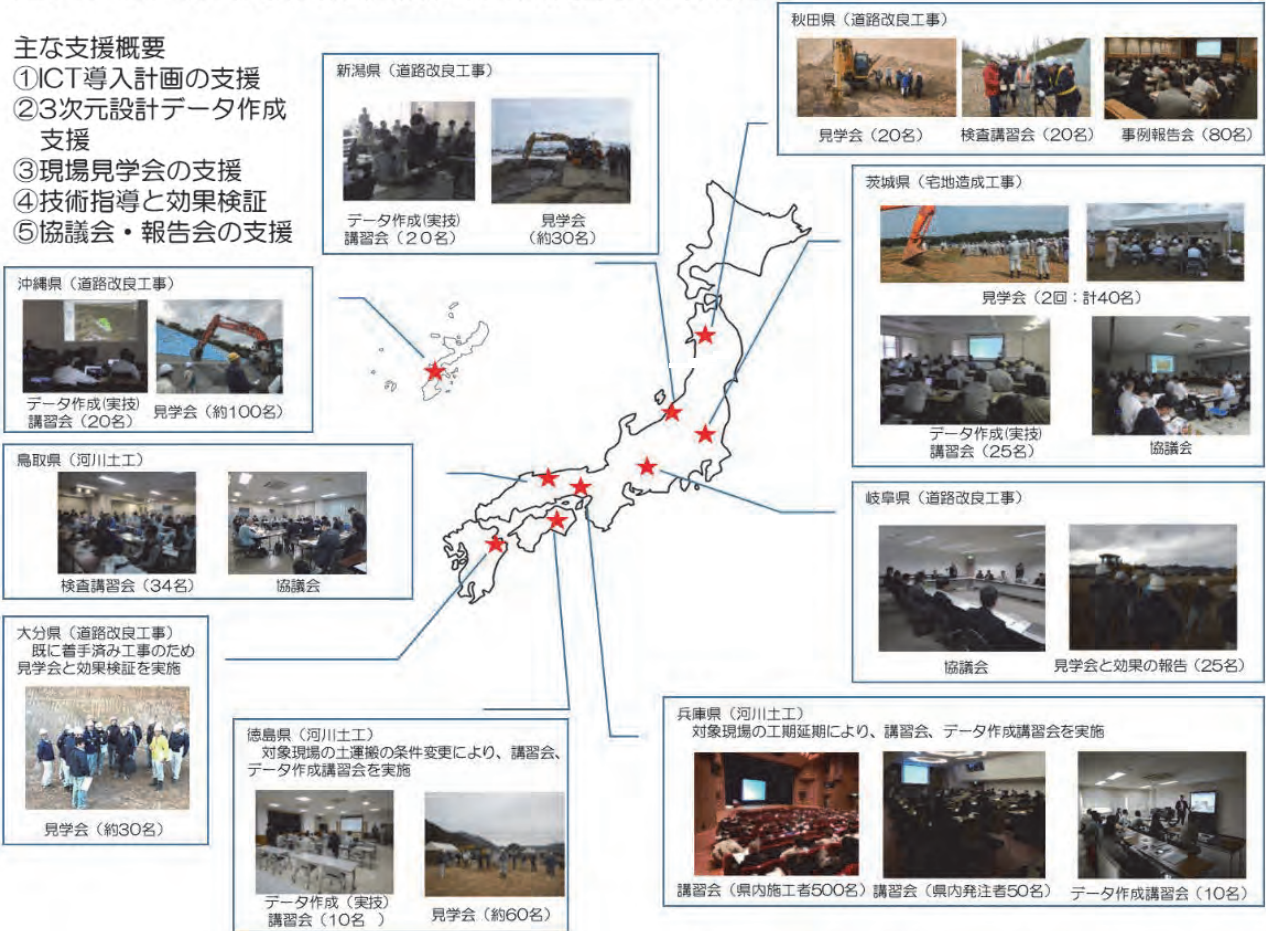 主な支援概要
①ICT導入計画の支援
②3次元設計データ作成
支援
③現場見学会の支援
④技術指導と効果検証
⑤協議会・報告会の支援
新潟県（道路改良工事）
データ作成(実技)
講習会（20名）
見学会
（約30名）
秋田県（道路改良工事）
見学会（20名）
検査講習会（20名）
事例報告会（80名）
茨城県（宅地造成工事）
見学会（2回：計40名）
データ作成(実技)
講習会（25名）
協議会
沖縄県（道路改良工事）
データ作成(実技)
講習会（20名）
見学会（約100名）
鳥取県（河川土工）
検査講習会（34名）
協議会
岐阜県（道路改良工事）
協議会
見学会と効果の報告（25名）
大分県（道路改良工事）
既に着手済み工事のため
見学会と効果検証を実施
見学会（約30名）
徳島県（河川土工）
対象現場の土運搬の条件変更により、講習会、
データ作成講習会を実施
データ作成（実技）
講習会（10名　）
見学会（約60名）
兵庫県（河川土工）
対象現場の工期延期により、講習会、データ作成講習会を実施
講習会（県内施工者500名）
講習会（県内発注者50名）
データ作成講習会（10名）